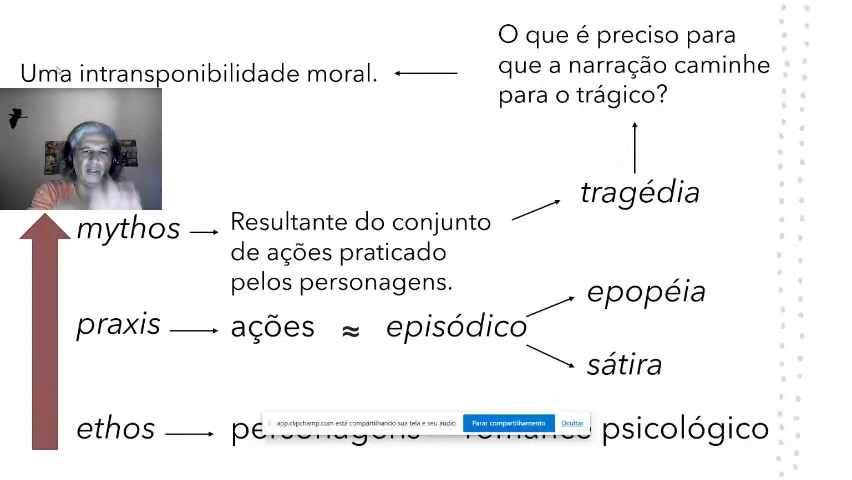 O que é preciso para
que a narração caminhe
para o trágico?
Uma intransponibilidade moral.
tragédia
mythos
Resultante do conjunto
de ações praticado
pelos personagens.
epopéia
praxis
ações ≈ episódico
sátira
app.clipchamp.com está compartilhando sua tela e seu áudio.
Parar compartilhamento
Ocultar
ethos
personagens romance psicológico